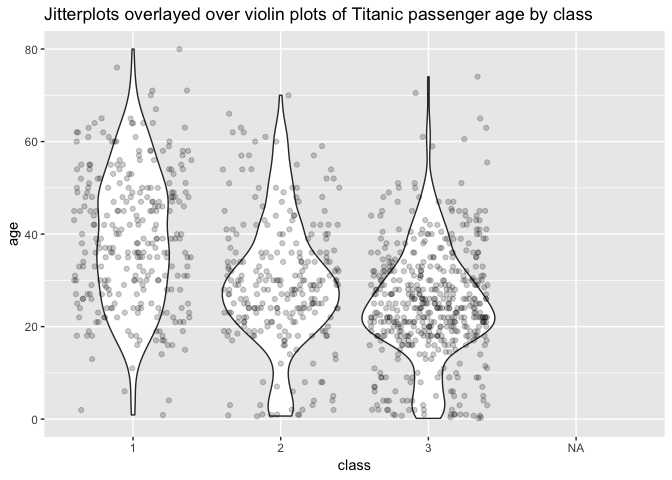 Jitterplots overlayed over violin plots of Titanic passenger age by class
80
60
40
20
0
age
1 2 3 NA
class